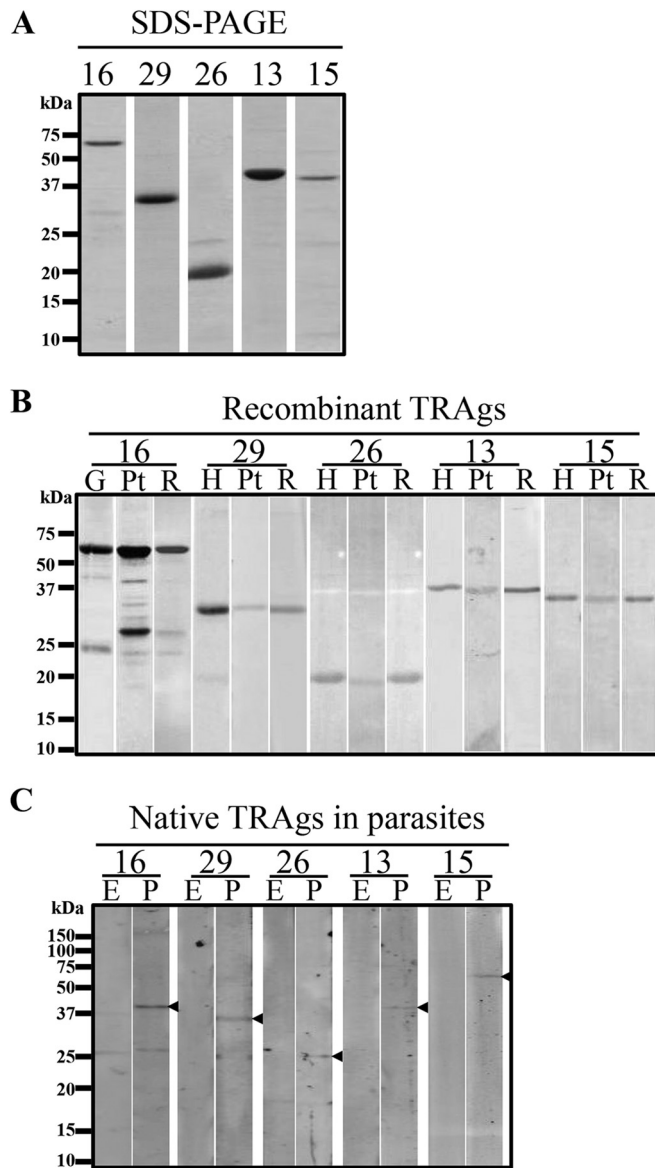 A
SDS-PAGE
16 29 26 13 15
kDa
75
50
37
25
20
15
10
B
Recombinant TRAgs
16 29 26 13 15
G Pt R H Pt R H Pt R H Pt R H Pt R
kDa
75
50
37
25
20
15
10
C
Native TRAgs in parasites
16 29 26 13 15
E P E P E P E P E P
kDa
150
100
75
50
37
25
20
15
10